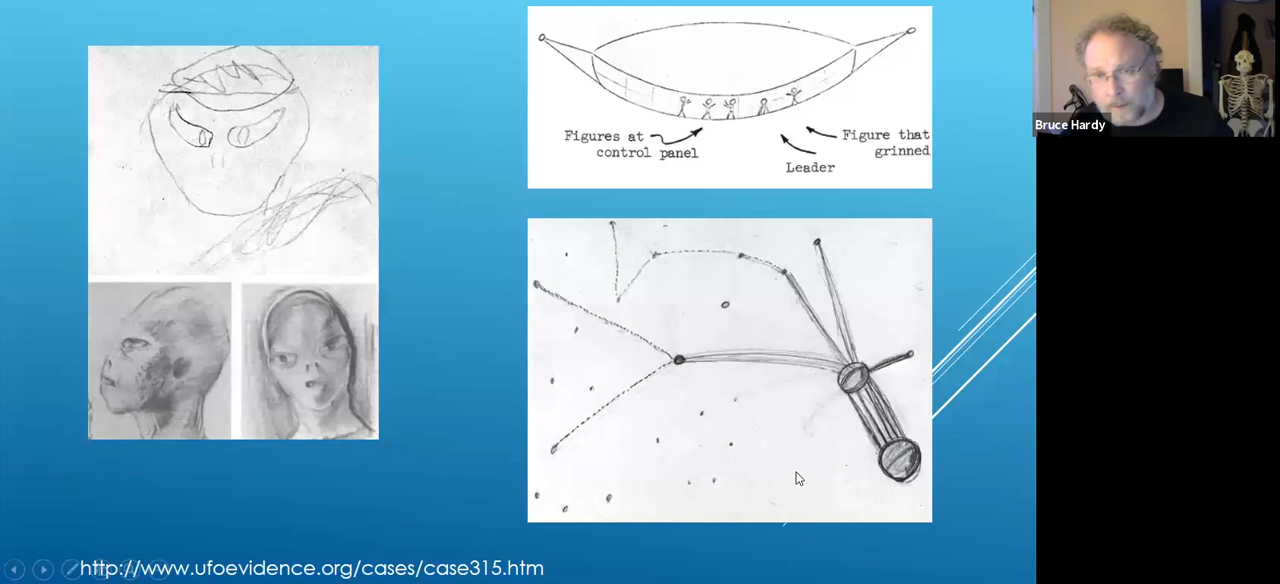 Figures at
control panel
Leader
Figure that
grinned
Bruce Hardy
http://www.ufoevidence.org/cases/case315.htm